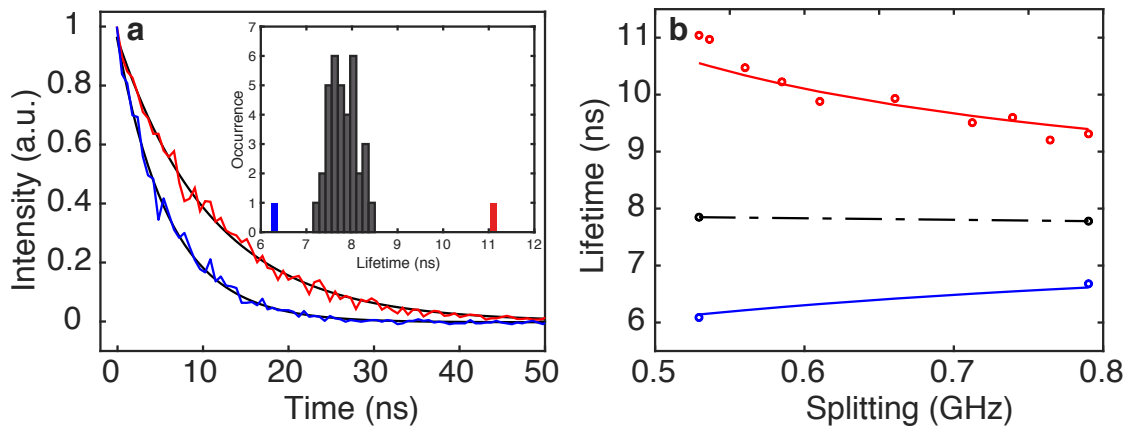 a
Intensity (a.u.)
1
0.8
0.6
0.4
0.2
0
0 10 20 30 40 50
Time (ns)
Occurrence
7
6
5
4
3
2
1
0
6 7 8 9 10 11 12
Lifetime (ns)
b
Lifetime (ns)
11
10
9
8
7
6
0.5 0.6 0.7 0.8
Splitting (GHz)